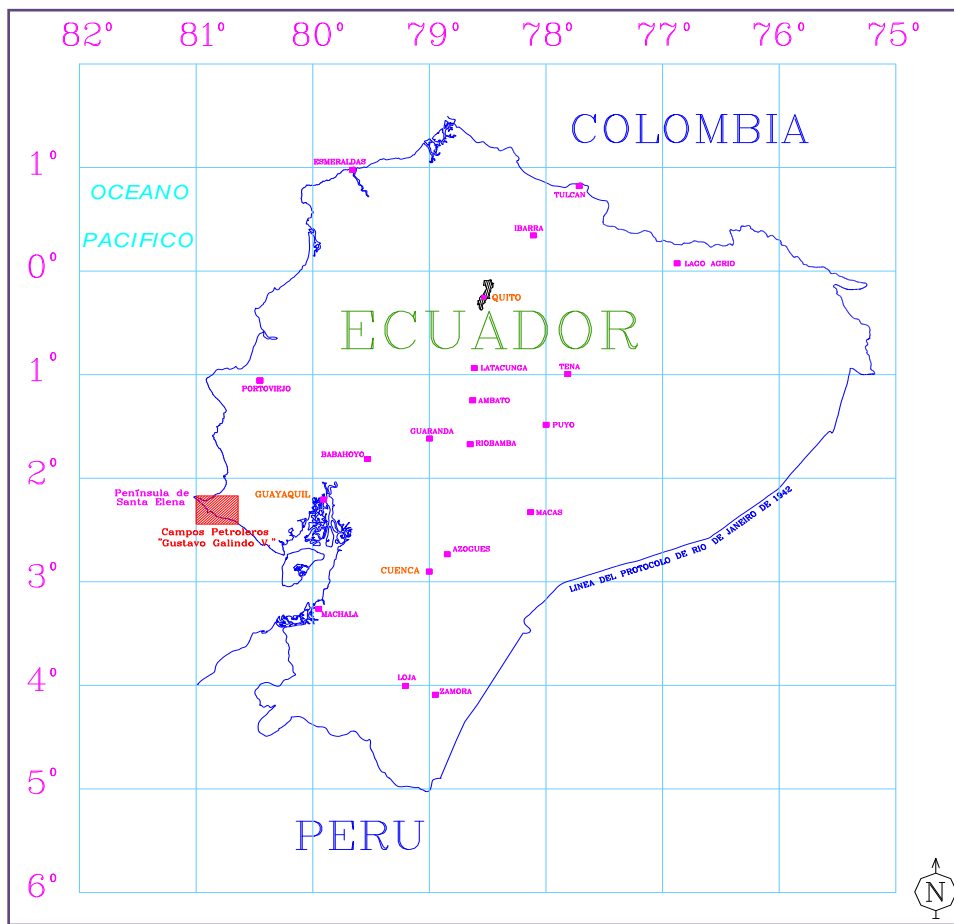 82° 81° 80° 79° 78° 77° 76° 75°
COLOMBIA
1°
ESMERALDAS
OCEANO
TULCAN
PACIFICO
IBARRA
LAGO AGRIO
0°
QUITO
ECUADOR
1°
LATACUNGA
TENA
PORTOVIEJO
AMBATO
PUYO
GUARANDA
RIOBAMBA
BABAHOYO
2°
Península de
Santa Elena
GUAYAQUIL
MACAS
Campos Petroleros
"Gustavo Galindo V."
LINEA DEL PROTOCOLO DE RIO DE JANEIRO DE 1942
AZOGUES
CUENCA
3°
MACHALA
4°
LOJA
ZAMORA
5°
PERU
6°
N